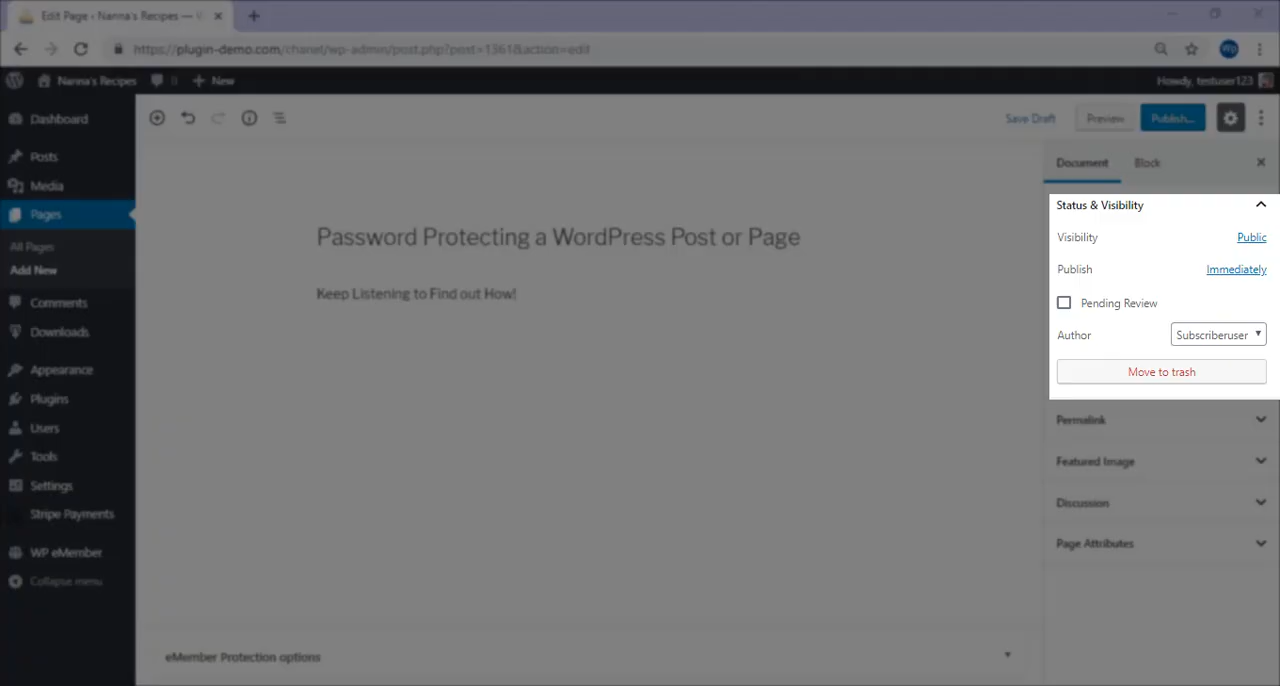 Edit Page ‹ Nanna's Recipes —
https://plugin-demo.com/chanel/wp-admin/post.php?post=1361&action=edit
Nanna's Recipes
New
Howdy, testuser123
Dashboard
Posts
Media
Pages
All Pages
Add New
Comments
Downloads
Appearance
Plugins
Users
Tools
Settings
Stripe Payments
WP eMember
Collapse menu
Save Draft
Preview
Publish...
Password Protecting a WordPress Post or Page
Keep Listening to Find out How!
eMember Protection options
Document
Block
Status & Visibility
Visibility
Public
Publish
Immediately
Pending Review
Author
Subscriberuser
Move to trash
Permalink
Featured Image
Discussion
Page Attributes